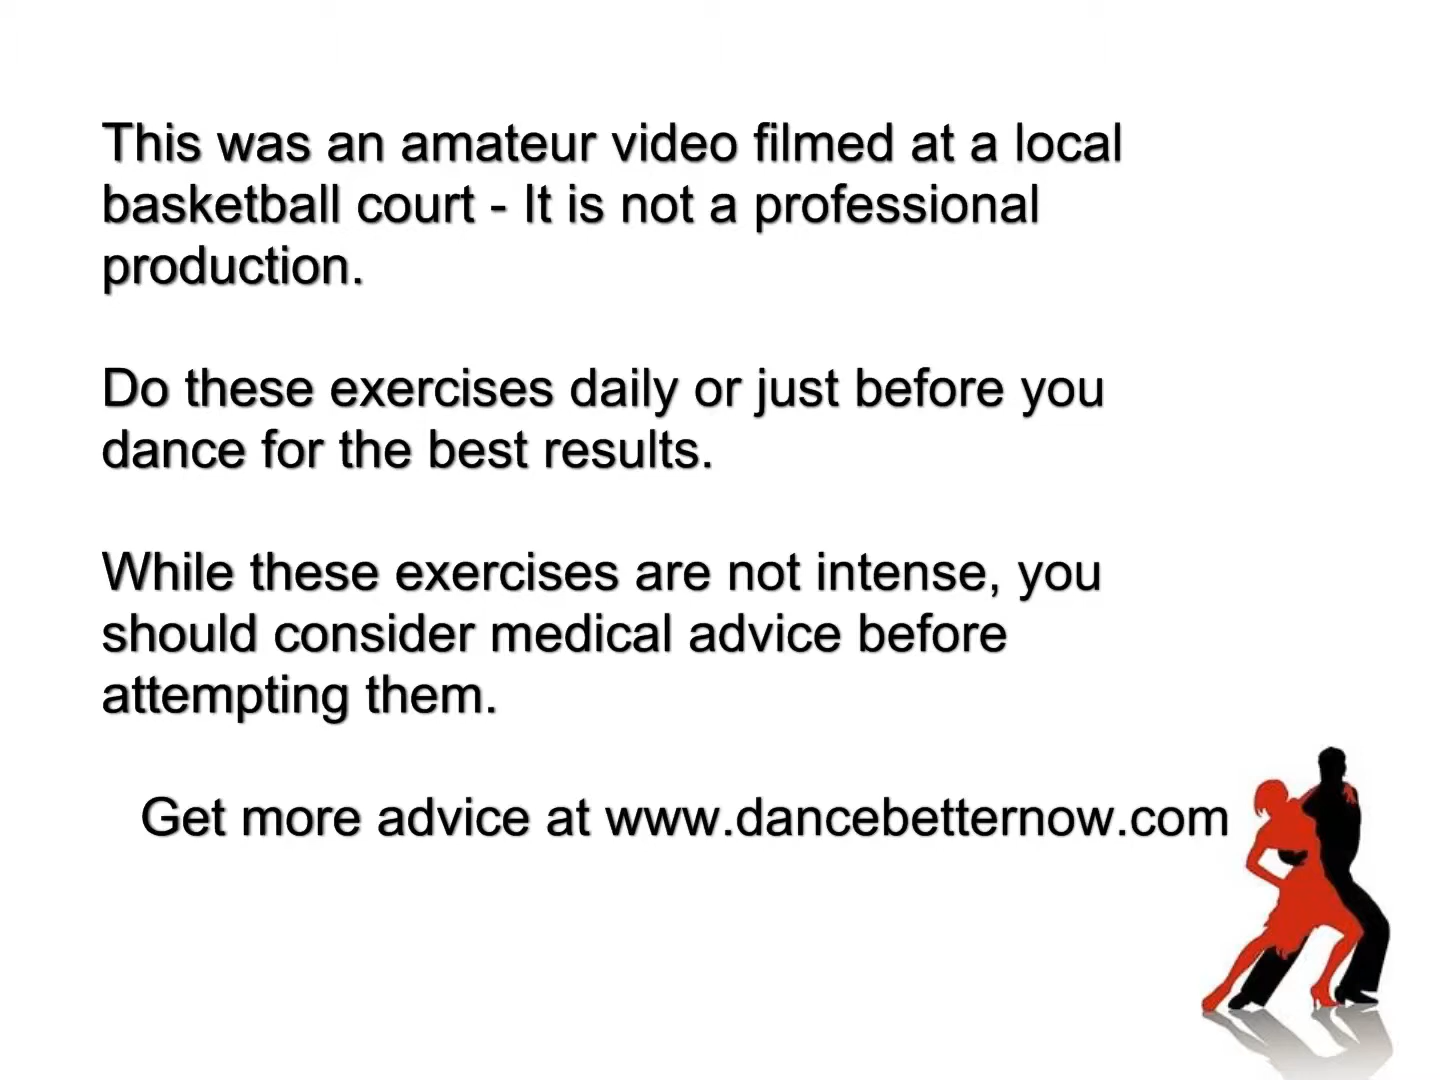 This was an amateur video filmed at a local
basketball court - It is not a professional
production.
Do these exercises daily or just before you
dance for the best results.
While these exercises are not intense, you
should consider medical advice before
attempting them.
Get more advice at www.dancebetternow.com